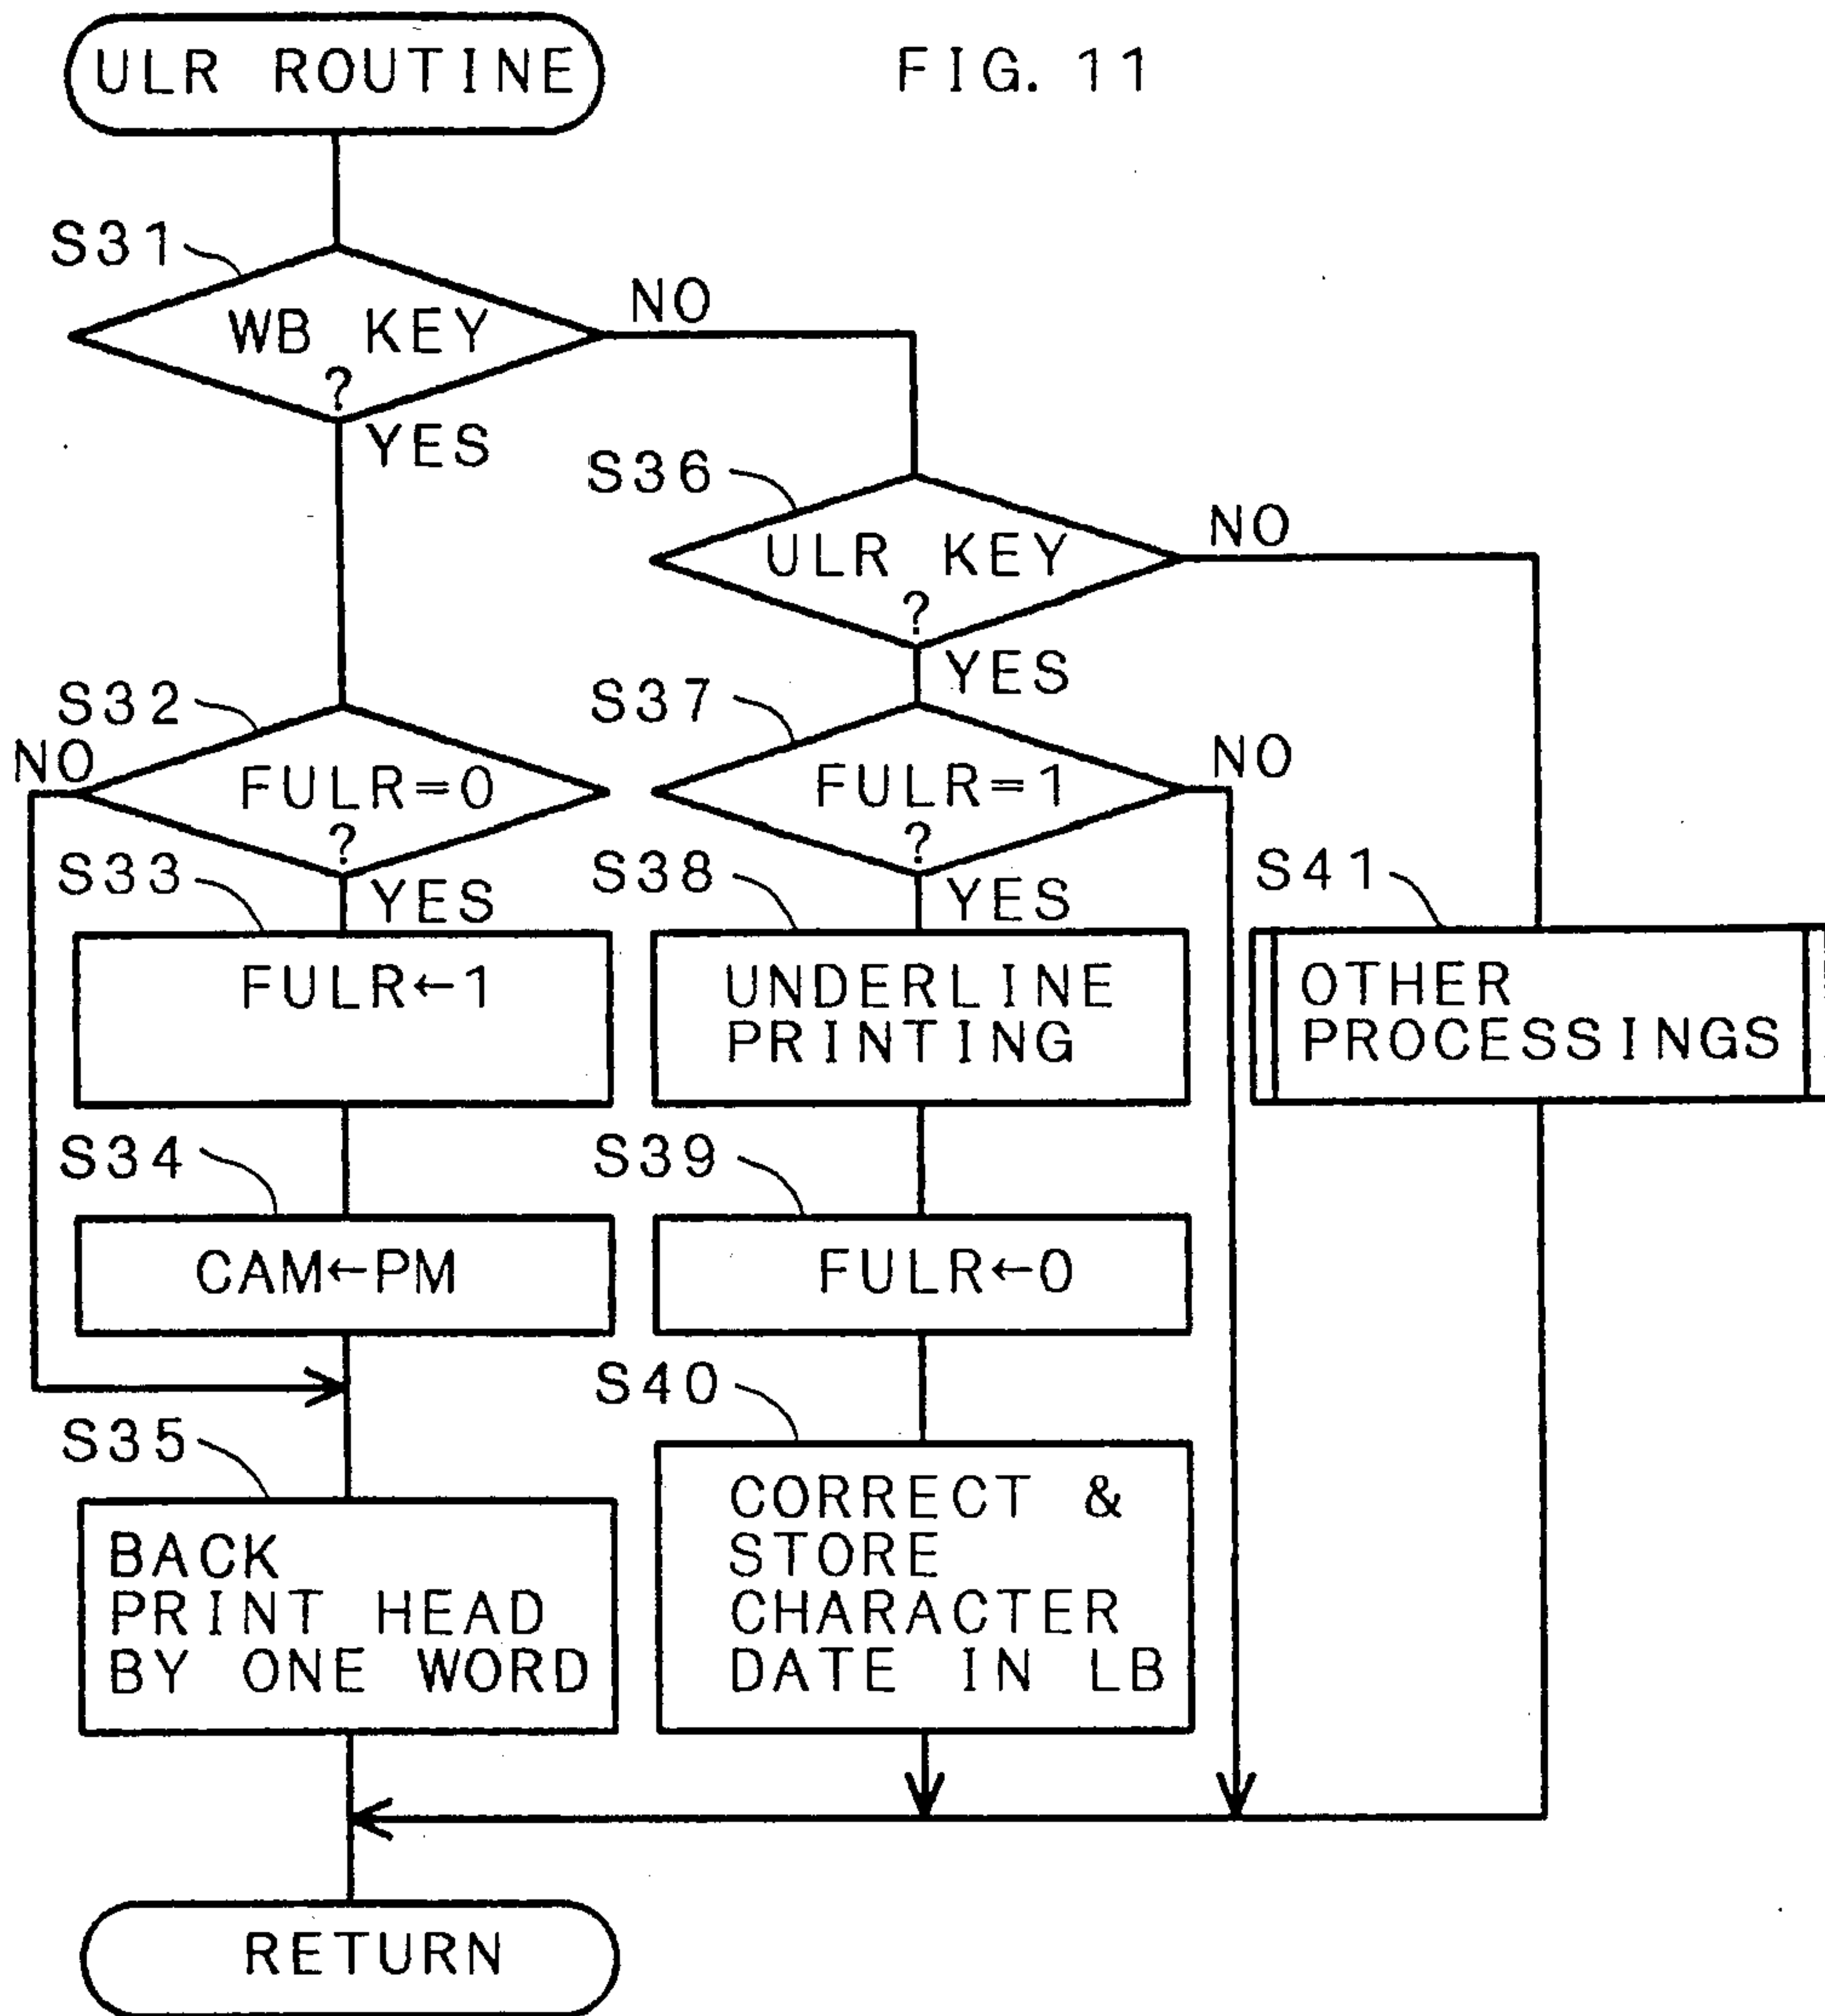 ULR ROUTINE
FIG. 11
S31
WB KEY
?
NO
YES
S36
ULR KEY
?
NO
YES
S32
NO
FULR=0
?
YES
S37
FULR=1
?
NO
YES
S33
FULR←1
S38
UNDERLINE
PRINTING
S41
OTHER
PROCESSINGS
S34
CAM←PM
S39
FULR←0
S35
BACK
PRINT HEAD
BY ONE WORD
S40
CORRECT &
STORE
CHARACTER
DATE IN LB
RETURN